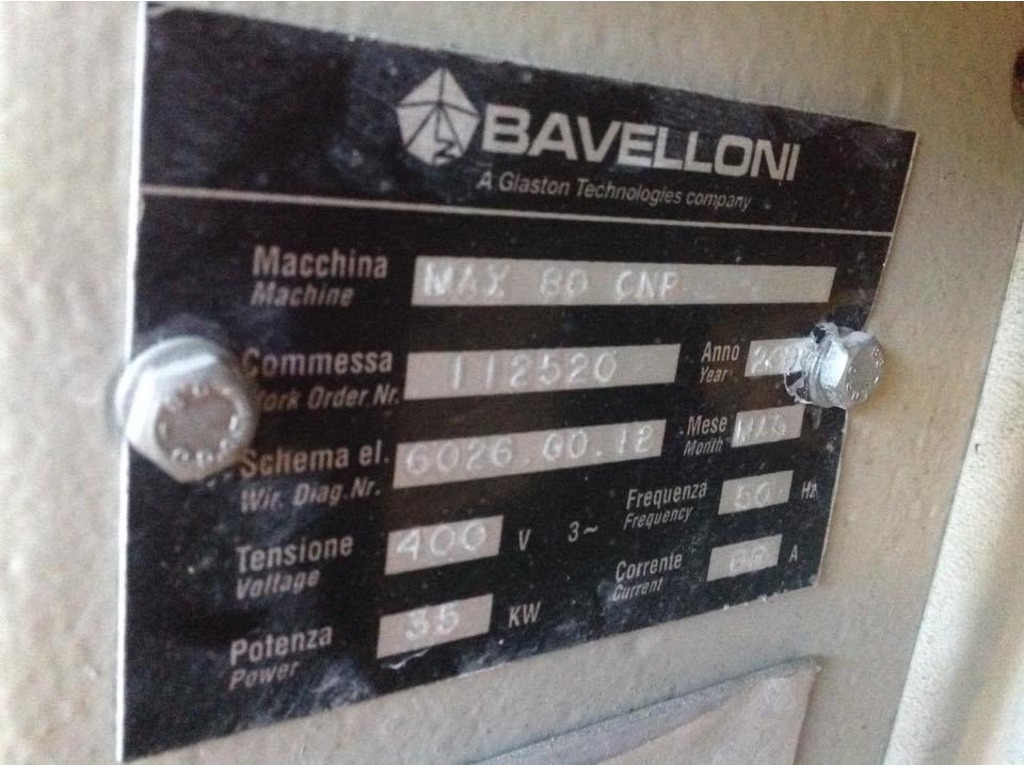 BAVELLONI
A Glaston Technologies company
Macchina MAX 80 CNP
Machine
Commessa 112520 Anno
Work Order Nr. Year
Schema el. 6026.00.12 Mese MAG
Wir. Diag. Nr. Month
Tensione 400 V 3~ Frequenza 50 Hz
Voltage Frequency
Potenza 35 KW Corrente A
Power Current